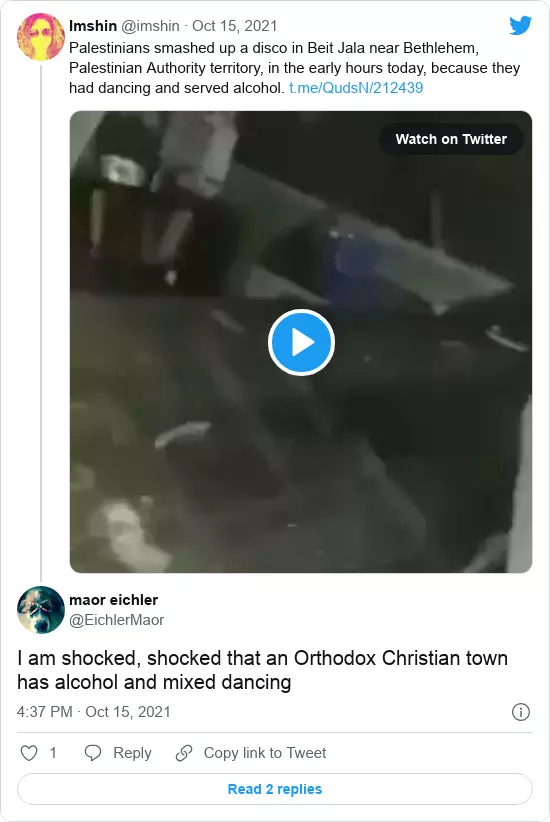 Imshin @imshin · Oct 15, 2021
Palestinians smashed up a disco in Beit Jala near Bethlehem,
Palestinian Authority territory, in the early hours today, because they
had dancing and served alcohol. t.me/QudsN/212439
Watch on Twitter
maor eichler
@EichlerMaor
I am shocked, shocked that an Orthodox Christian town
has alcohol and mixed dancing
4:37 PM · Oct 15, 2021
1 Reply Copy link to Tweet
Read 2 replies